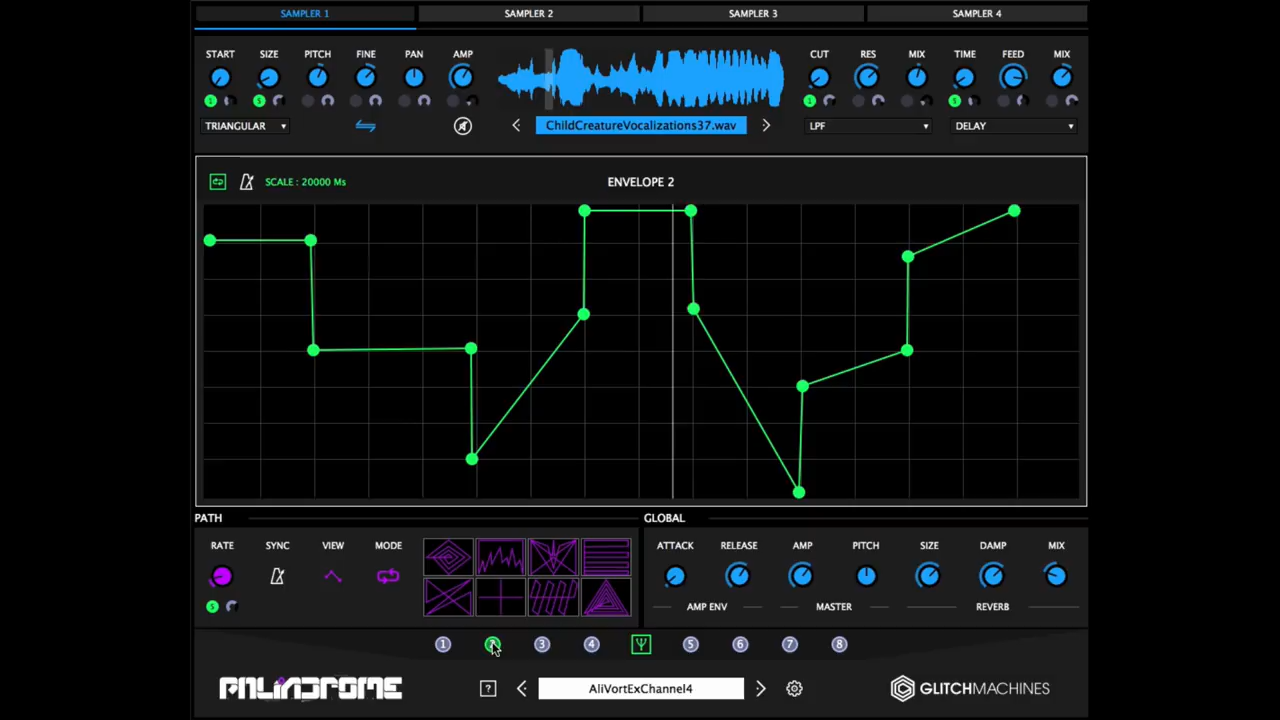 SAMPLER 1 SAMPLER 2 SAMPLER 3 SAMPLER 4
START SIZE PITCH FINE PAN AMP CUT RES MIX TIME FEED MIX
TRIANGULAR ChildCreatureVocalizations37.wav LPF DELAY
SCALE : 20000 Ms ENVELOPE 2
PATH GLOBAL
RATE SYNC VIEW MODE ATTACK RELEASE AMP PITCH SIZE DAMP MIX
AMP ENV MASTER REVERB
1 2 3 4 5 6 7 8
PALINDROME ? AliVortExChannel4 GLITCHMACHINES